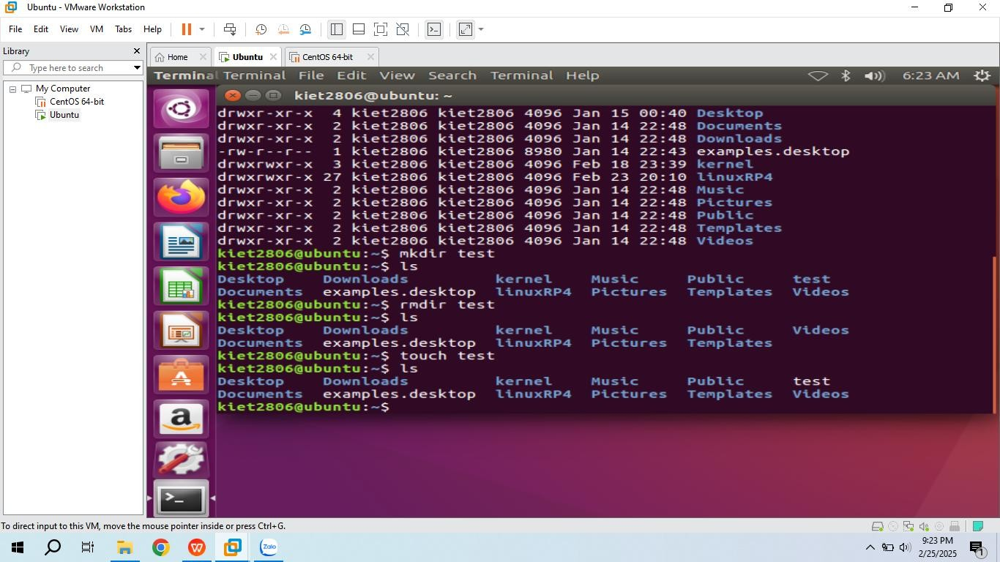 Ubuntu - VMware Workstation
File Edit View VM Tabs Help
Library
Type here to search
My Computer
CentOS 64-bit
Ubuntu
Home Ubuntu CentOS 64-bit
Terminal Terminal File Edit View Search Terminal Help 6:23 AM
kiet2806@ubuntu: ~
drwxr-xr-x 4 kiet2806 kiet2806 4096 Jan 15 00:40 Desktop
drwxr-xr-x 2 kiet2806 kiet2806 4096 Jan 14 22:48 Documents
drwxr-xr-x 2 kiet2806 kiet2806 4096 Jan 14 22:48 Downloads
-rw-r--r-- 1 kiet2806 kiet2806 8980 Jan 14 22:43 examples.desktop
drwxrwxr-x 3 kiet2806 kiet2806 4096 Feb 18 23:39 kernel
drwxrwxr-x 27 kiet2806 kiet2806 4096 Feb 23 20:10 linuxRP4
drwxr-xr-x 2 kiet2806 kiet2806 4096 Jan 14 22:48 Music
drwxr-xr-x 2 kiet2806 kiet2806 4096 Jan 14 22:48 Pictures
drwxr-xr-x 2 kiet2806 kiet2806 4096 Jan 14 22:48 Public
drwxr-xr-x 2 kiet2806 kiet2806 4096 Jan 14 22:48 Templates
drwxr-xr-x 2 kiet2806 kiet2806 4096 Jan 14 22:48 Videos
kiet2806@ubuntu:~$ mkdir test
kiet2806@ubuntu:~$ ls
Desktop Downloads kernel Music Public test
Documents examples.desktop linuxRP4 Pictures Templates Videos
kiet2806@ubuntu:~$ rmdir test
kiet2806@ubuntu:~$ ls
Desktop Downloads kernel Music Public Videos
Documents examples.desktop linuxRP4 Pictures Templates
kiet2806@ubuntu:~$ touch test
kiet2806@ubuntu:~$ ls
Desktop Downloads kernel Music Public test
Documents examples.desktop linuxRP4 Pictures Templates Videos
kiet2806@ubuntu:~$
To direct input to this VM, move the mouse pointer inside or press Ctrl+G.
Zalo
9:23 PM
2/25/2025
1